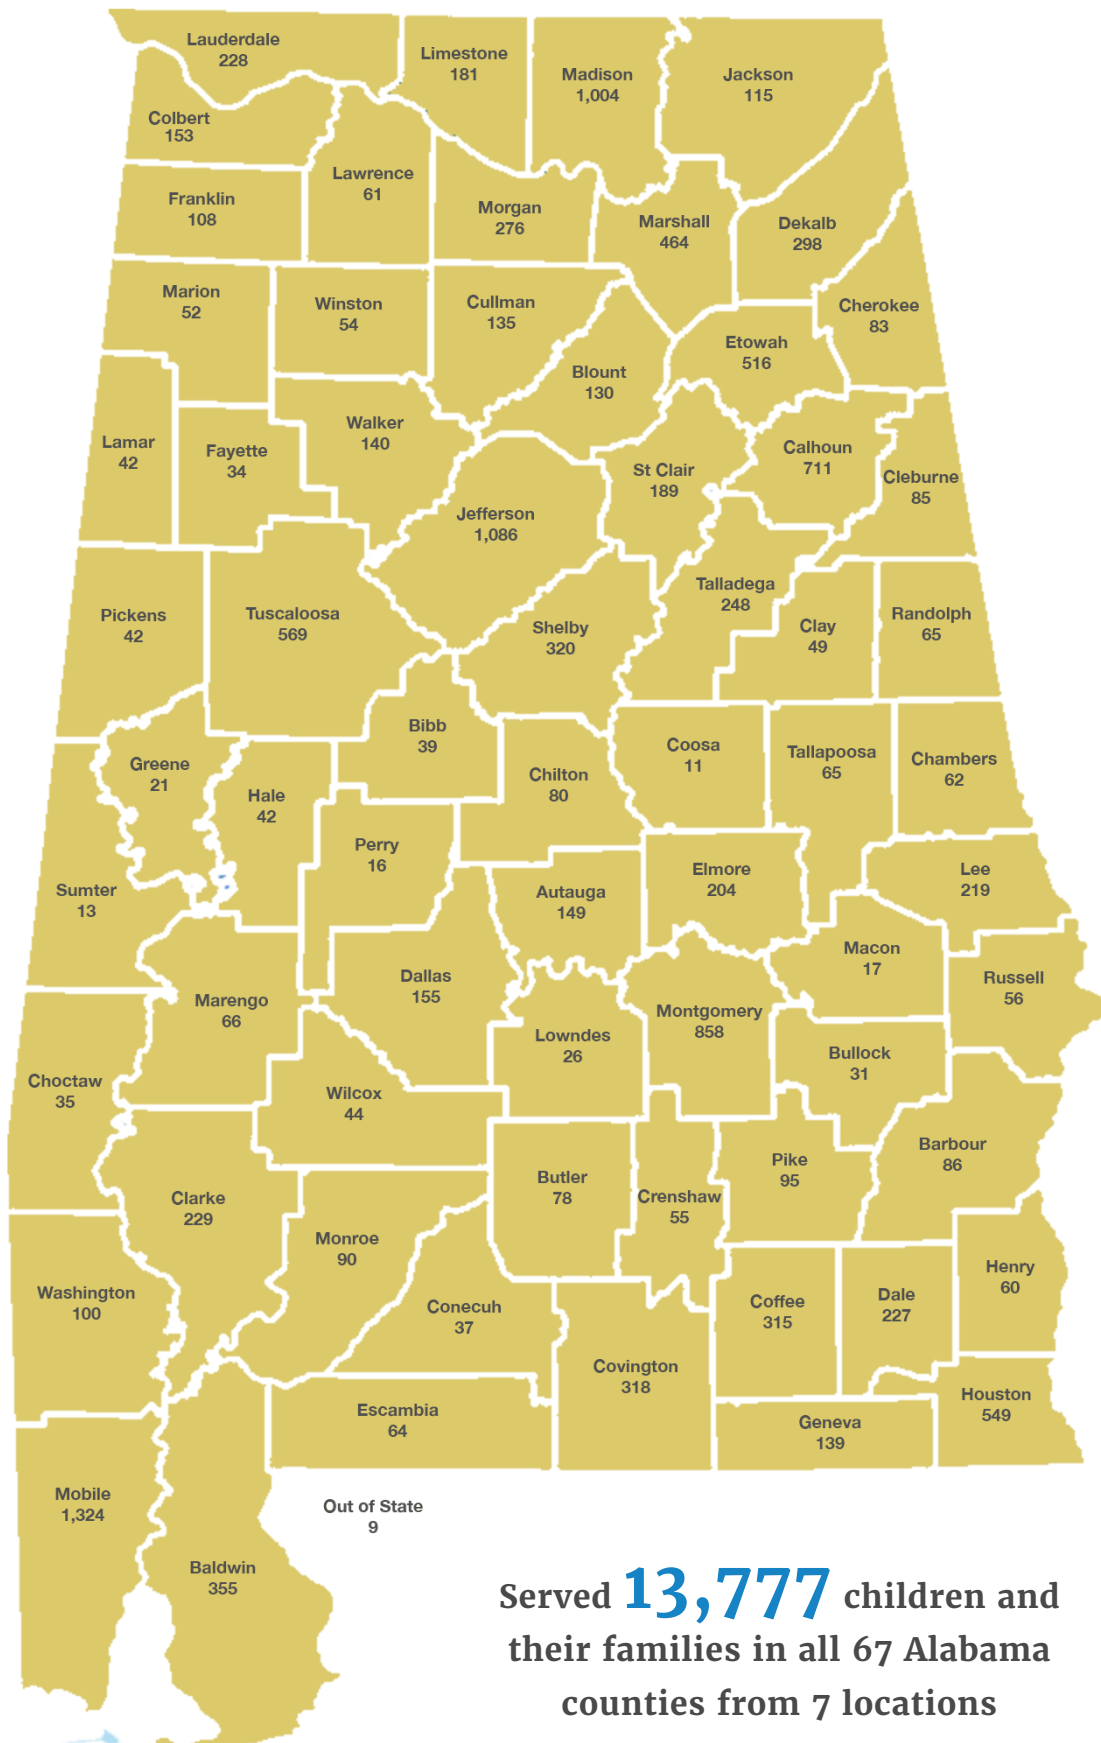 Lauderdale
228
Limestone
181
Madison
1,004
Jackson
115
Colbert
153
Lawrence
61
Franklin
108
Morgan
276
Marshall
464
Dekalb
298
Marion
52
Winston
54
Cullman
135
Cherokee
83
Etowah
516
Blount
130
Lamar
42
Fayette
34
Walker
140
St Clair
189
Calhoun
711
Cleburne
85
Jefferson
1,086
Pickens
42
Tuscaloosa
569
Shelby
320
Talladega
248
Clay
49
Randolph
65
Bibb
39
Greene
21
Hale
42
Chilton
80
Coosa
11
Tallapoosa
65
Chambers
62
Perry
16
Sumter
13
Autauga
149
Elmore
204
Lee
219
Macon
17
Russell
56
Marengo
66
Dallas
155
Lowndes
26
Montgomery
858
Bullock
31
Choctaw
35
Wilcox
44
Barbour
86
Clarke
229
Butler
78
Crenshaw
55
Pike
95
Monroe
90
Washington
100
Conecuh
37
Coffee
315
Dale
227
Henry
60
Covington
318
Escambia
64
Geneva
139
Houston
549
Mobile
1,324
Baldwin
355
Out of State
9
Served 13,777 children and
their families in all 67 Alabama
counties from 7 locations